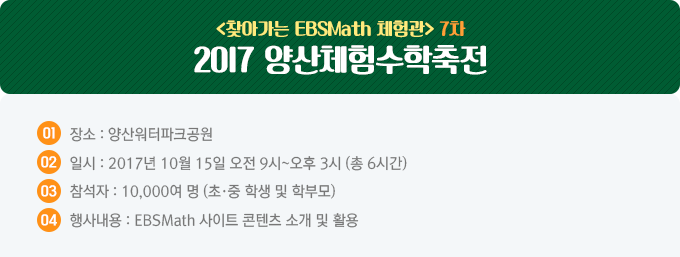 <찾아가는 EBSMath 체험관> 7차
2017 양산체험수학축전
01 장소 : 양산워터파크공원
02 일시 : 2017년 10월 15일 오전 9시~오후 3시 (총 6시간)
03 참석자 : 10,000여 명 (초·중 학생 및 학부모)
04 행사내용 : EBSMath 사이트 콘텐츠 소개 및 활용